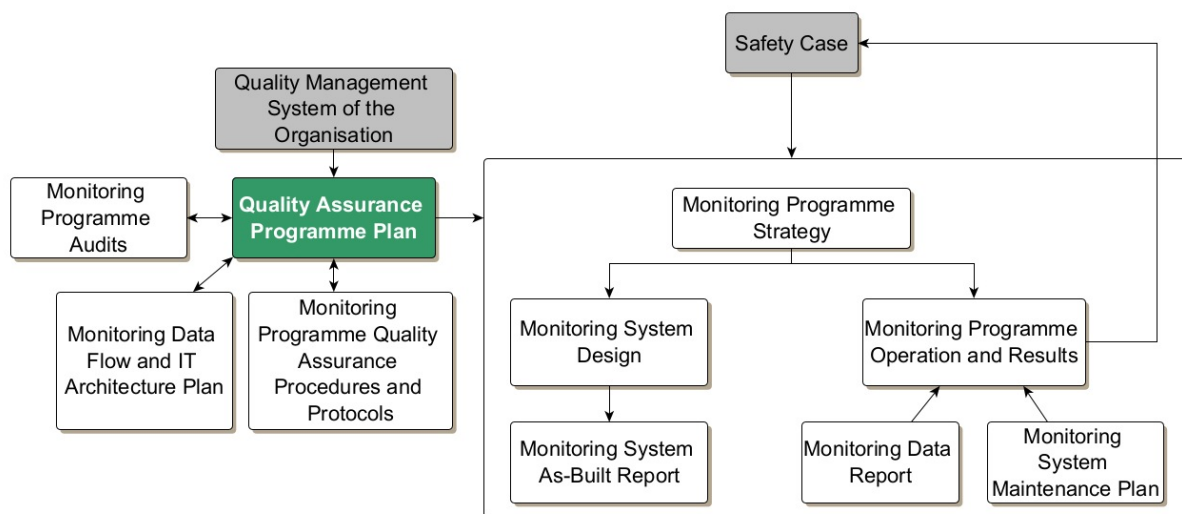 Safety Case
Quality Management
System of the
Organisation
Monitoring
Programme
Audits
Quality Assurance
Programme Plan
Monitoring Programme
Strategy
Monitoring Data
Flow and IT
Architecture Plan
Monitoring
Programme Quality
Assurance
Procedures and
Protocols
Monitoring System
Design
Monitoring Programme
Operation and Results
Monitoring System
As-Built Report
Monitoring Data
Report
Monitoring
System
Maintenance Plan